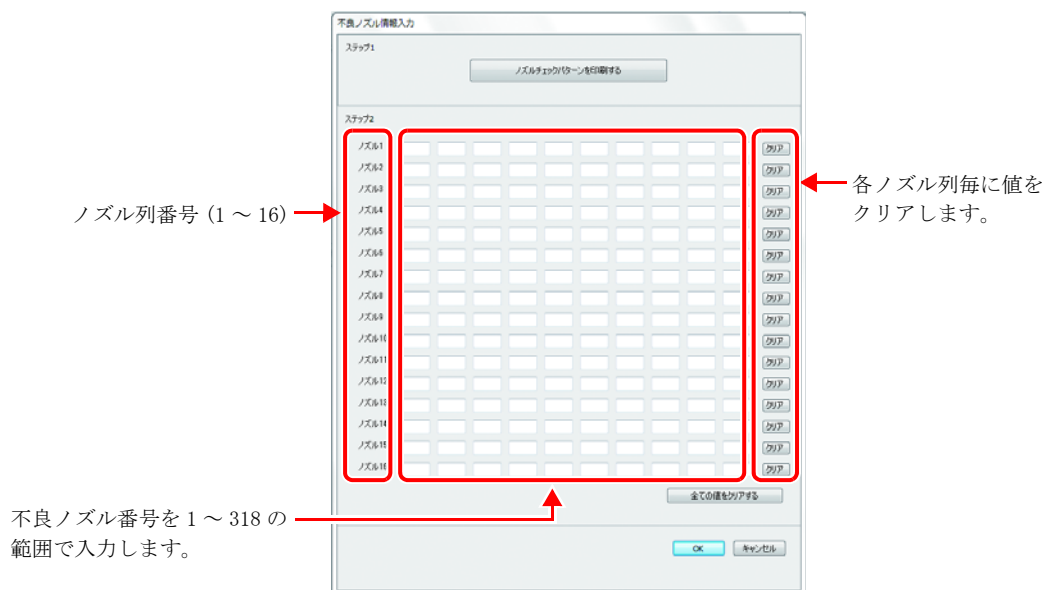 不良ノズル情報入力
ステップ1
ノズルチェックパターンを印刷する
ステップ2
ノズル1 クリア
ノズル2 クリア
ノズル3 クリア
ノズル4 クリア
ノズル5 クリア
ノズル6 クリア
ノズル7 クリア
ノズル8 クリア
ノズル9 クリア
ノズル10 クリア
ノズル11 クリア
ノズル12 クリア
ノズル13 クリア
ノズル14 クリア
ノズル15 クリア
ノズル16 クリア
ノズル列番号 (1 ～ 16)
各ノズル列毎に値を
クリアします。
全ての値をクリアする
不良ノズル番号を 1 ～ 318 の
範囲で入力します。
OK キャンセル